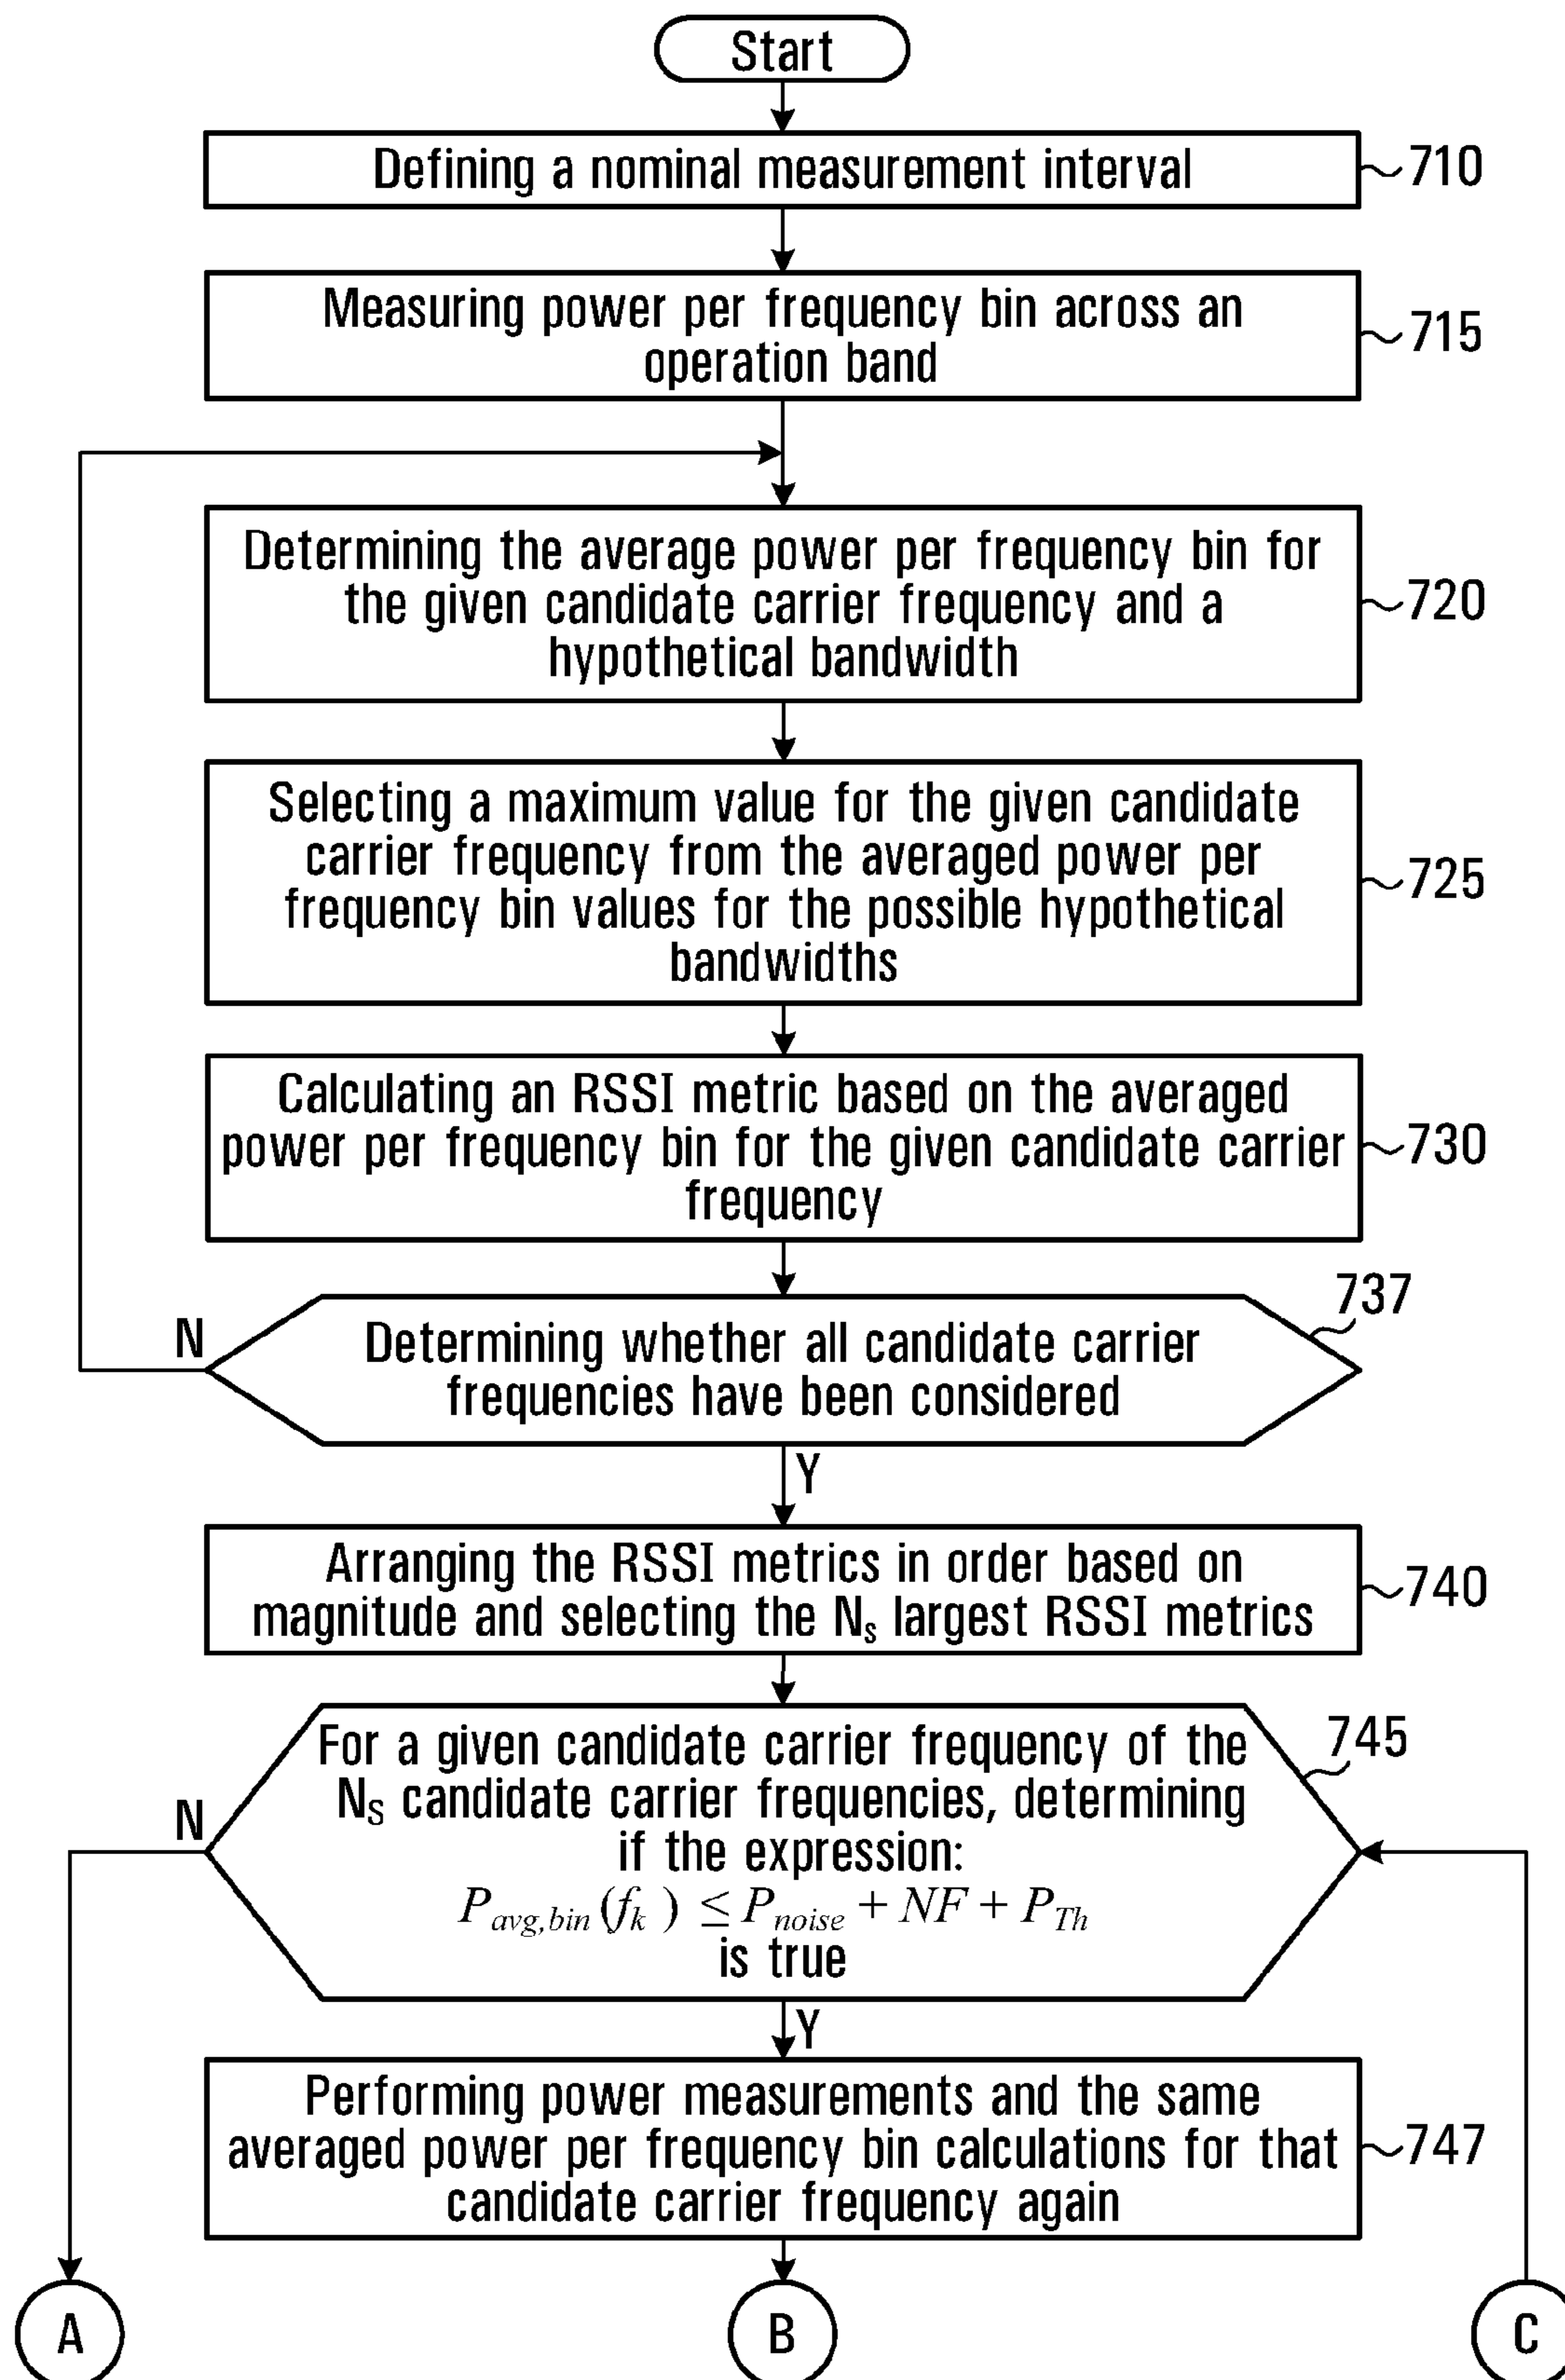 Start
Defining a nominal measurement interval
710
Measuring power per frequency bin across an
operation band
715
Determining the average power per frequency bin for
the given candidate carrier frequency and a
hypothetical bandwidth
720
Selecting a maximum value for the given candidate
carrier frequency from the averaged power per
frequency bin values for the possible hypothetical
bandwidths
725
Calculating an RSSI metric based on the averaged
power per frequency bin for the given candidate carrier
frequency
730
737
N
Determining whether all candidate carrier
frequencies have been considered
Y
Arranging the RSSI metrics in order based on
magnitude and selecting the Ns largest RSSI metrics
740
745
N
For a given candidate carrier frequency of the
NS candidate carrier frequencies, determining
if the expression:
P_{avg,bin}(f_k) ≤ P_{noise} + NF + P_{Th}
is true
Y
Performing power measurements and the same
averaged power per frequency bin calculations for that
candidate carrier frequency again
747
A
B
C